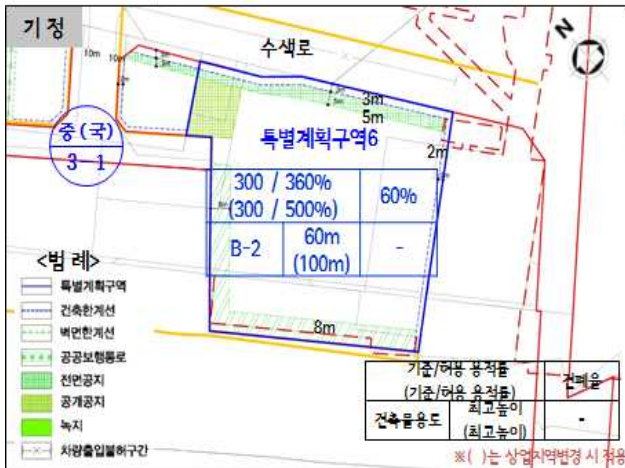 기정
수색로
N
10m
10m
3m
5m
2m
특별계획구역6
중(국)
3-1
300 / 360%
(300 / 500%)
60%
B-2
60m
(100m)
-
8m
<범 례>
특별계획구역
건축한계선
벽면한계선
공공보행통로
전면공지
공개공지
녹지
차량출입불허구간
기준/허용 용적률
(기준/허용 용적률)
건폐율
건축물용도
최고높이
(최고높이)
-
※( )는 상업지역변경 시 적용